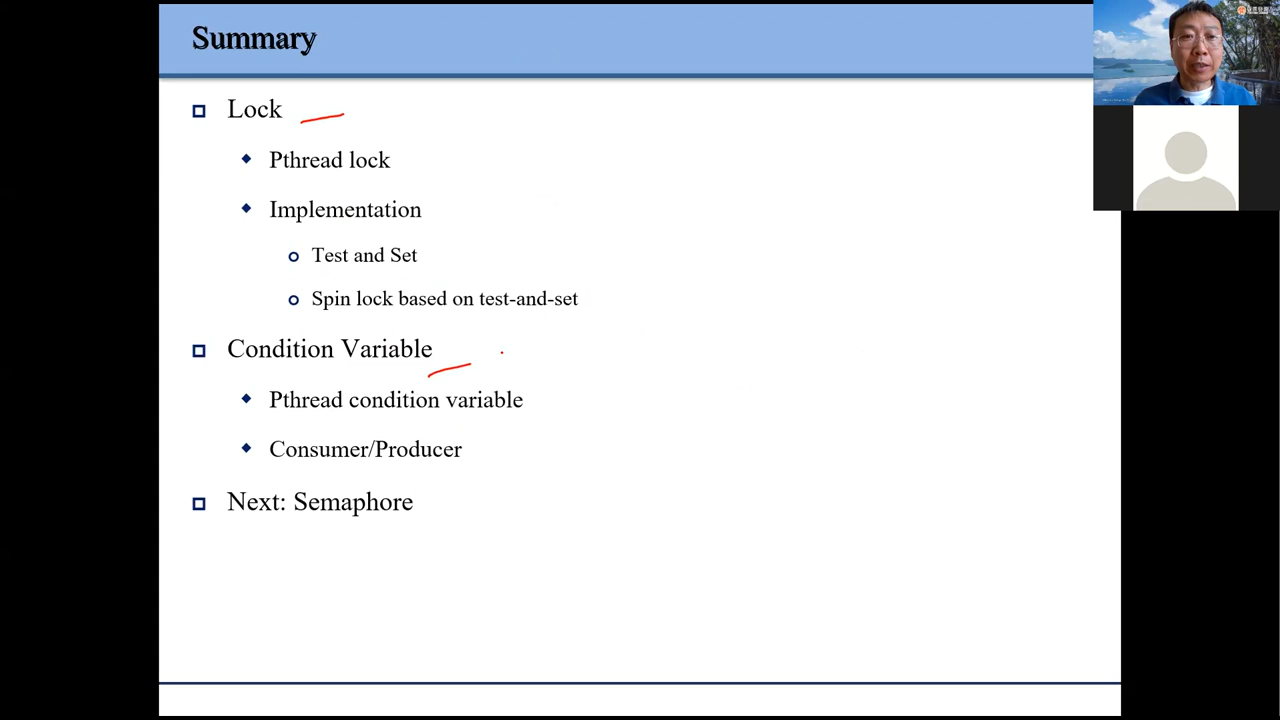 Summary
Lock
Pthread lock
Implementation
Test and Set
Spin lock based on test-and-set
Condition Variable
Pthread condition variable
Consumer/Producer
Next: Semaphore